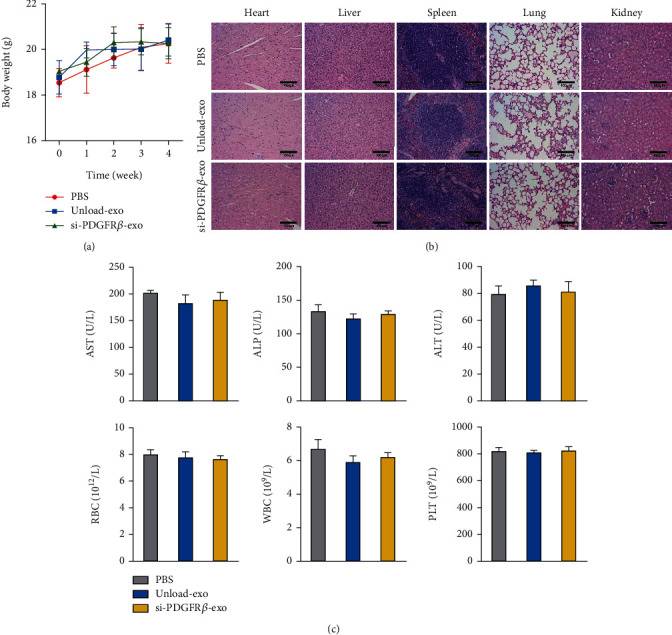 Body weight (g)
22
20
18
16
0 1 2 3 4
Time (week)
PBS
Unload-exo
si-PDGFRβ-exo
(a)
Heart Liver Spleen Lung Kidney
PBS
Unload-exo
si-PDGFRβ-exo
(b)
AST (U/L)
250
200
150
100
50
0
ALP (U/L)
200
150
100
50
0
ALT (U/L)
100
80
60
40
20
0
RBC (10¹²/L)
10
8
6
4
2
0
WBC (10⁹/L)
8
6
4
2
0
PLT (10⁹/L)
1000
800
600
400
200
0
PBS
Unload-exo
si-PDGFRβ-exo
(c)